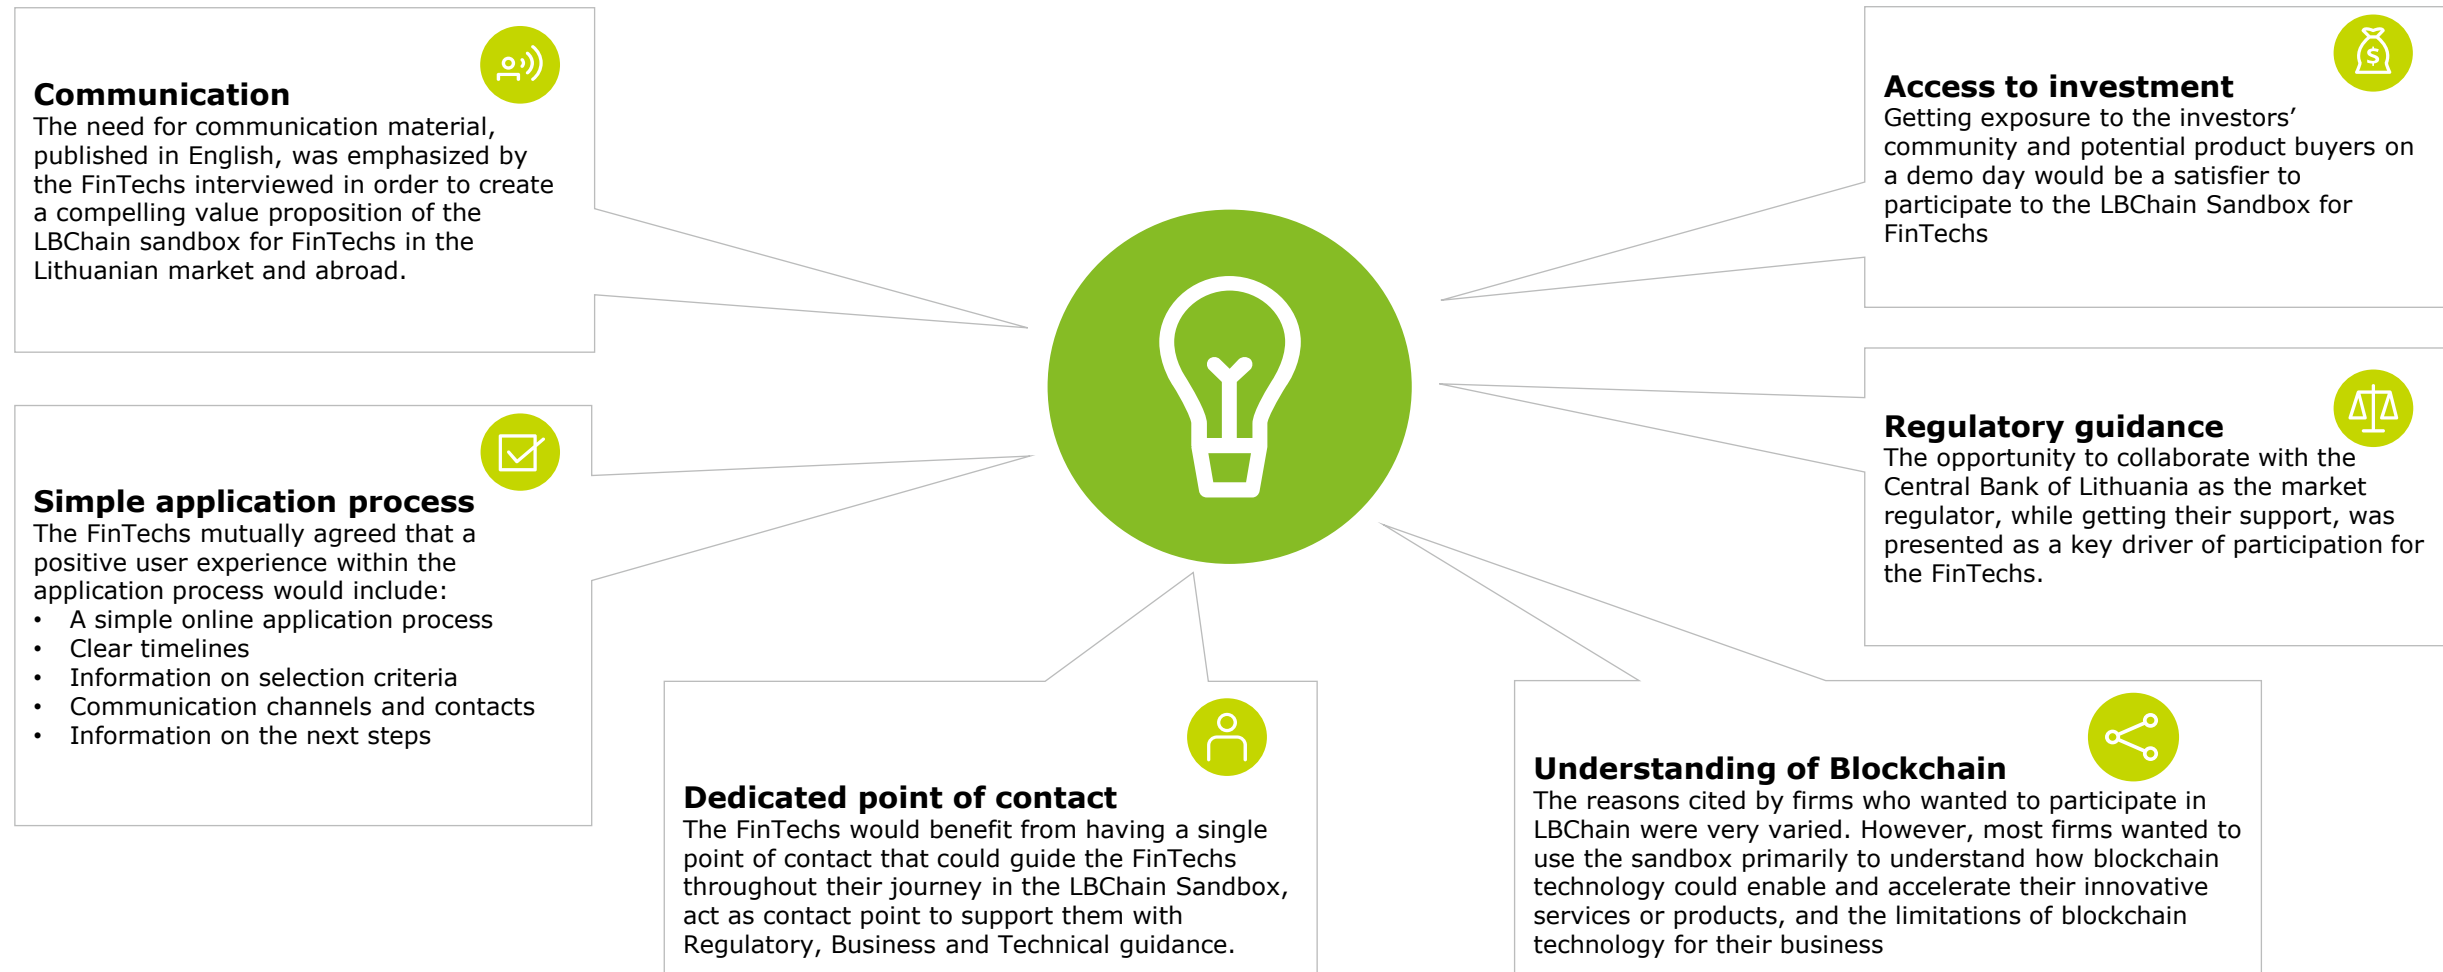 Communication
The need for communication material,
published in English, was emphasized by
the FinTechs interviewed in order to create
a compelling value proposition of the
LBChain sandbox for FinTechs in the
Lithuanian market and abroad.
Simple application process
The FinTechs mutually agreed that a
positive user experience within the
application process would include:
• A simple online application process
• Clear timelines
• Information on selection criteria
• Communication channels and contacts
• Information on the next steps
Dedicated point of contact
The FinTechs would benefit from having a single
point of contact that could guide the FinTechs
throughout their journey in the LBChain Sandbox,
act as contact point to support them with
Regulatory, Business and Technical guidance.
Understanding of Blockchain
The reasons cited by firms who wanted to participate in
LBChain were very varied. However, most firms wanted to
use the sandbox primarily to understand how blockchain
technology could enable and accelerate their innovative
services or products, and the limitations of blockchain
technology for their business
Access to investment
Getting exposure to the investors’
community and potential product buyers on
a demo day would be a satisfier to
participate to the LBChain Sandbox for
FinTechs
Regulatory guidance
The opportunity to collaborate with the
Central Bank of Lithuania as the market
regulator, while getting their support, was
presented as a key driver of participation for
the FinTechs.